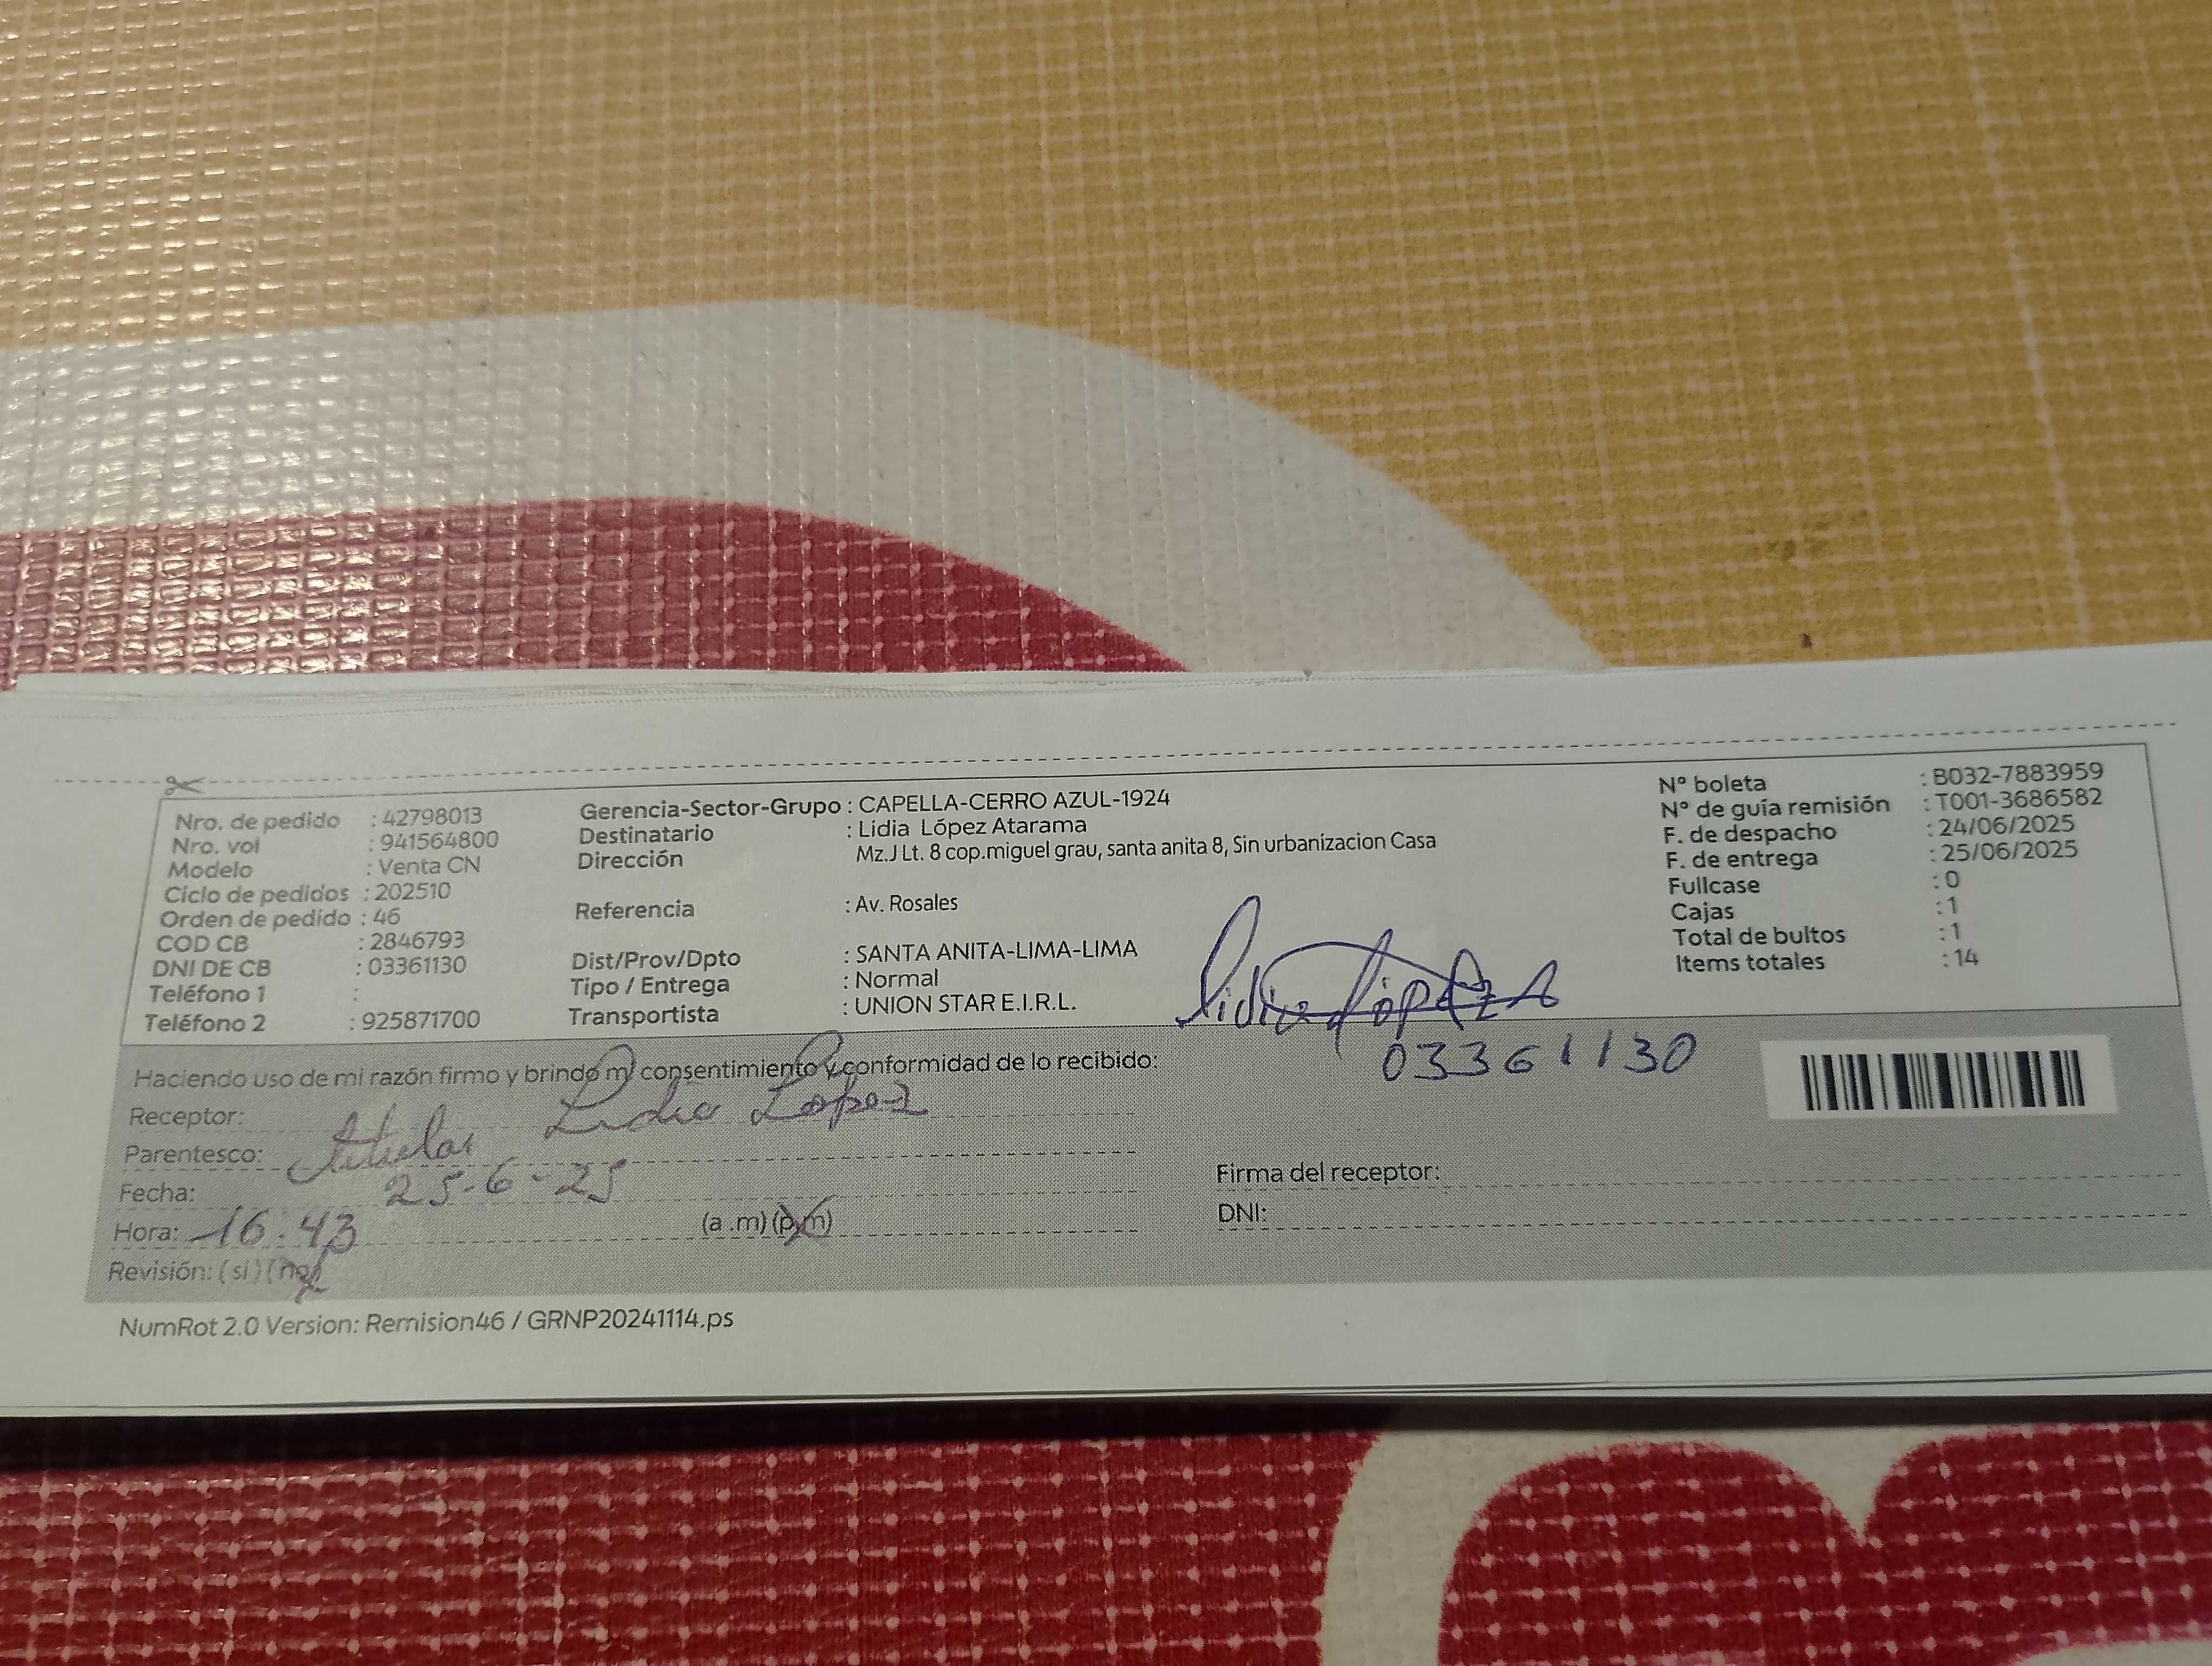 Nro. de pedido : 42798013
Nro. vol : 941564800
Modelo : Venta CN
Ciclo de pedidos : 202510
Orden de pedido : 46
COD CB : 2846793
DNI DE CB : 03361130
Teléfono 1 :
Teléfono 2 : 925871700
Gerencia-Sector-Grupo : CAPELLA-CERRO AZUL-1924
Destinatario : Lidia López Atarama
Dirección Mz.J Lt. 8 cop.miguel grau, santa anita 8, Sin urbanizacion Casa
Referencia : Av. Rosales
Dist/Prov/Dpto : SANTA ANITA-LIMA-LIMA
Tipo / Entrega : Normal
Transportista : UNION STAR E.I.R.L.
N° boleta : B032-7883959
N° de guía remisión : T001-3686582
F. de despacho : 24/06/2025
F. de entrega : 25/06/2025
Fullcase : 0
Cajas : 1
Total de bultos : 1
Items totales : 14
Lidia López A
03361130
Haciendo uso de mi razón firmo y brindo mi consentimiento y conformidad de lo recibido:
Receptor: Lidia Lopez
Parentesco: titular
Fecha: 25-6-25
Hora: 16:43 (a .m) (p.m)
Revisión: (si) (no)
Firma del receptor:
DNI:
NumRot 2.0 Version: Remision46 / GRNP20241114.ps